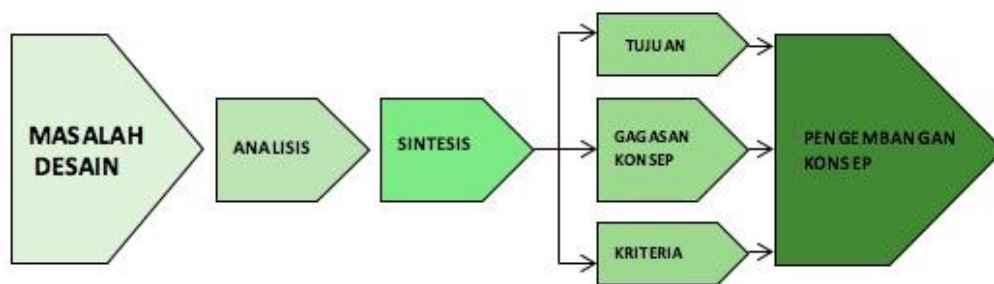 MASALAH
DESAIN
ANALISIS
SINTESIS
TUJUAN
GAGASAN
KONSEP
KRITERIA
PENGEMBANGAN
KONSEP